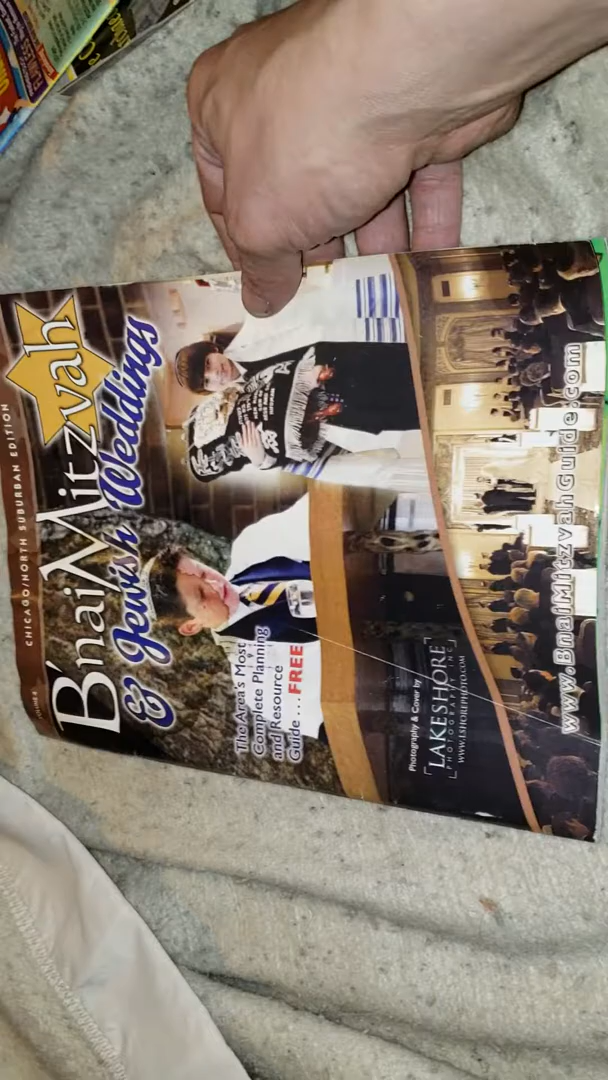 CHICAGO/NORTH SUBURBAN EDITION
B'nai Mitzvah
& Jewish Weddings
The Area's Most
Complete Planning
and Resource
Guide ... FREE
Photography & Cover by
LAKESHORE
PHOTOGRAPHY INC
WWW.LSHOREPHOTO.COM
www.BnaiMitzvahGuide.com